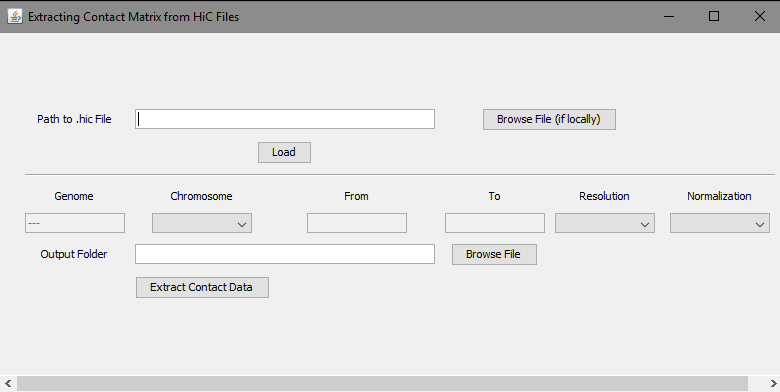 Extracting Contact Matrix from HiC Files
Path to .hic File
Browse File (if locally)
Load
Genome Chromosome From To Resolution Normalization
---
Output Folder
Browse File
Extract Contact Data